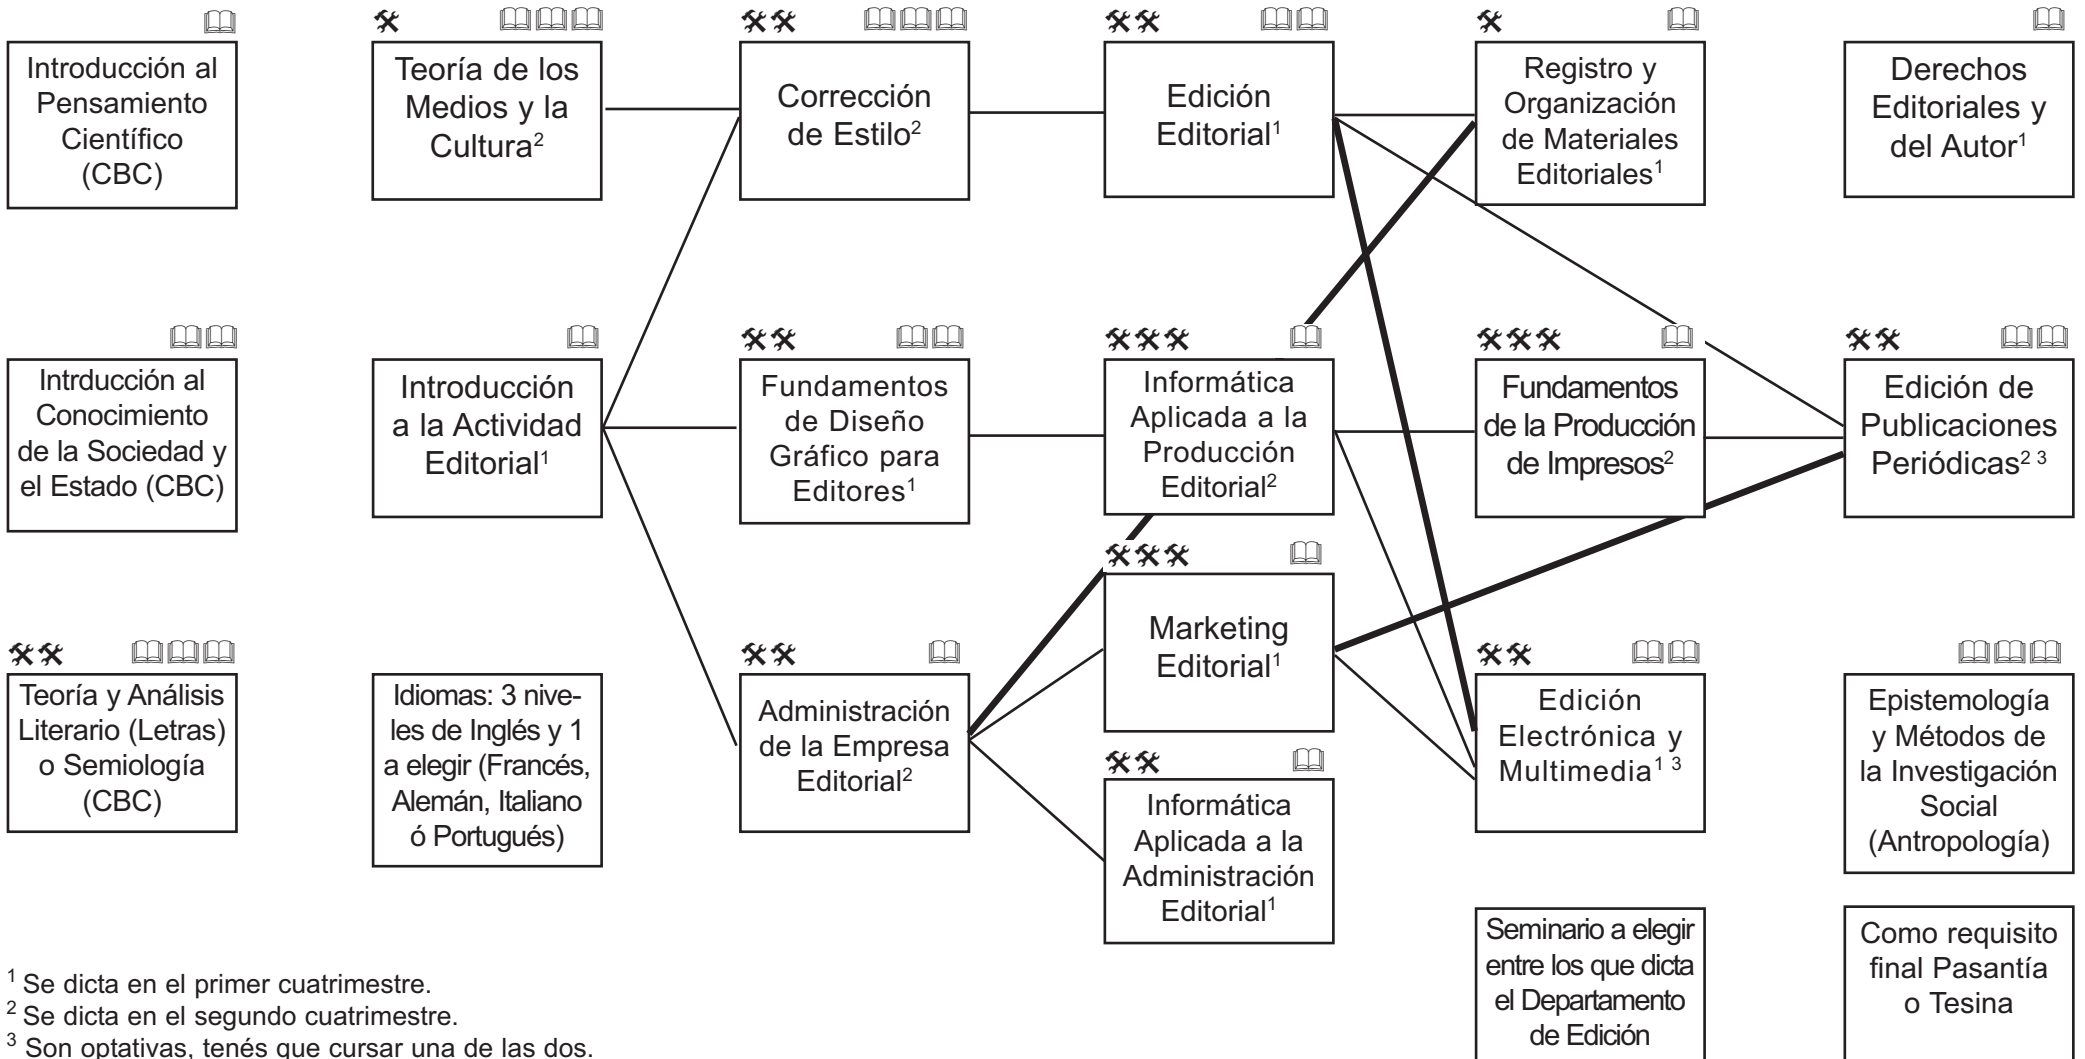 Introducción al
Pensamiento
Científico
(CBC)
Teoría de los
Medios y la
Cultura²
Corrección
de Estilo²
Edición
Editorial¹
Registro y
Organización
de Materiales
Editoriales¹
Derechos
Editoriales y
del Autor¹
Intrducción al
Conocimiento
de la Sociedad y
el Estado (CBC)
Introducción
a la Actividad
Editorial¹
Fundamentos
de Diseño
Gráfico para
Editores¹
Informática
Aplicada a la
Producción
Editorial²
Fundamentos
de la Producción
de Impresos²
Edición de
Publicaciones
Periódicas² ³
Teoría y Análisis
Literario (Letras)
o Semiología
(CBC)
Idiomas: 3 nive-
les de Inglés y 1
a elegir (Francés,
Alemán, Italiano
ó Portugués)
Administración
de la Empresa
Editorial²
Marketing
Editorial¹
Informática
Aplicada a la
Administración
Editorial¹
Edición
Electrónica y
Multimedia¹ ³
Epistemología
y Métodos de
la Investigación
Social
(Antropología)
Seminario a elegir
entre los que dicta
el Departamento
de Edición
Como requisito
final Pasantía
o Tesina
¹ Se dicta en el primer cuatrimestre.
² Se dicta en el segundo cuatrimestre.
³ Son optativas, tenés que cursar una de las dos.